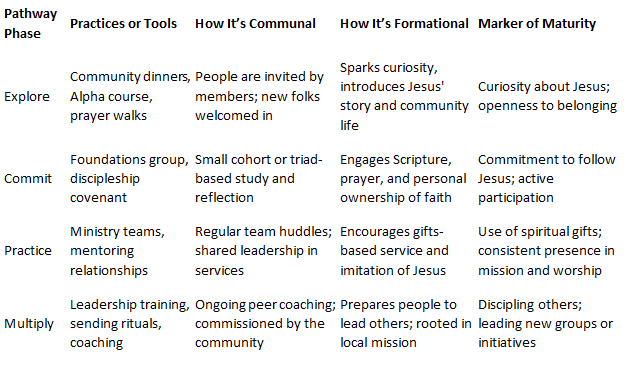 Pathway Phase | Practices or Tools | How It's Communal | How It's Formational | Marker of Maturity
Explore | Community dinners, Alpha course, prayer walks | People are invited by members; new folks welcomed in | Sparks curiosity, introduces Jesus' story and community life | Curiosity about Jesus; openness to belonging
Commit | Foundations group, discipleship covenant | Small cohort or triad-based study and reflection | Engages Scripture, prayer, and personal ownership of faith | Commitment to follow Jesus; active participation
Practice | Ministry teams, mentoring relationships | Regular team huddles; shared leadership in services | Encourages gifts-based service and imitation of Jesus | Use of spiritual gifts; consistent presence in mission and worship
Multiply | Leadership training, sending rituals, coaching | Ongoing peer coaching; commissioned by the community | Prepares people to lead others; rooted in local mission | Discipling others; leading new groups or initiatives